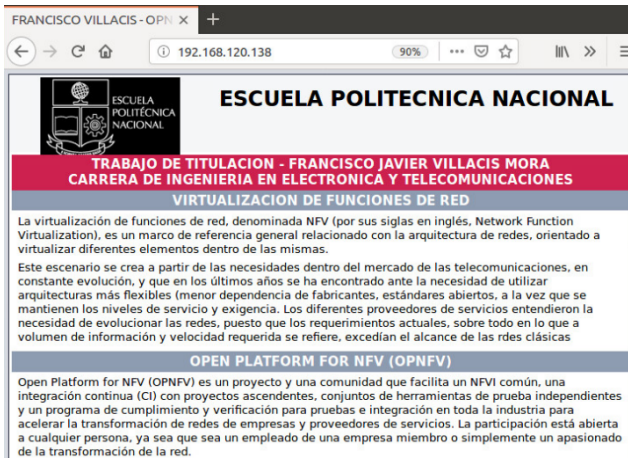 FRANCISCO VILLACIS - OPN
192.168.120.138
90%
ESCUELA
POLITÉCNICA
NACIONAL
ESCUELA POLITECNICA NACIONAL
TRABAJO DE TITULACION - FRANCISCO JAVIER VILLACIS MORA
CARRERA DE INGENIERIA EN ELECTRONICA Y TELECOMUNICACIONES
VIRTUALIZACION DE FUNCIONES DE RED
La virtualización de funciones de red, denominada NFV (por sus siglas en inglés, Network Function
Virtualization), es un marco de referencia general relacionado con la arquitectura de redes, orientado a
virtualizar diferentes elementos dentro de las mismas.
Este escenario se crea a partir de las necesidades dentro del mercado de las telecomunicaciones, en
constante evolución, y que en los últimos años se ha encontrado ante la necesidad de utilizar
arquitecturas más flexibles (menor dependencia de fabricantes, estándares abiertos, a la vez que se
mantienen los niveles de servicio y exigencia. Los diferentes proveedores de servicios entendieron la
necesidad de evolucionar las redes, puesto que los requerimientos actuales, sobre todo en lo que a
volumen de información y velocidad requerida se refiere, excedían el alcance de las rdes clásicas
OPEN PLATFORM FOR NFV (OPNFV)
Open Platform for NFV (OPNFV) es un proyecto y una comunidad que facilita un NFVI común, una
integración continua (CI) con proyectos ascendentes, conjuntos de herramientas de prueba independientes
y un programa de cumplimiento y verificación para pruebas e integración en toda la industria para
acelerar la transformación de redes de empresas y proveedores de servicios. La participación está abierta
a cualquier persona, ya sea que sea un empleado de una empresa miembro o simplemente un apasionado
de la transformación de la red.